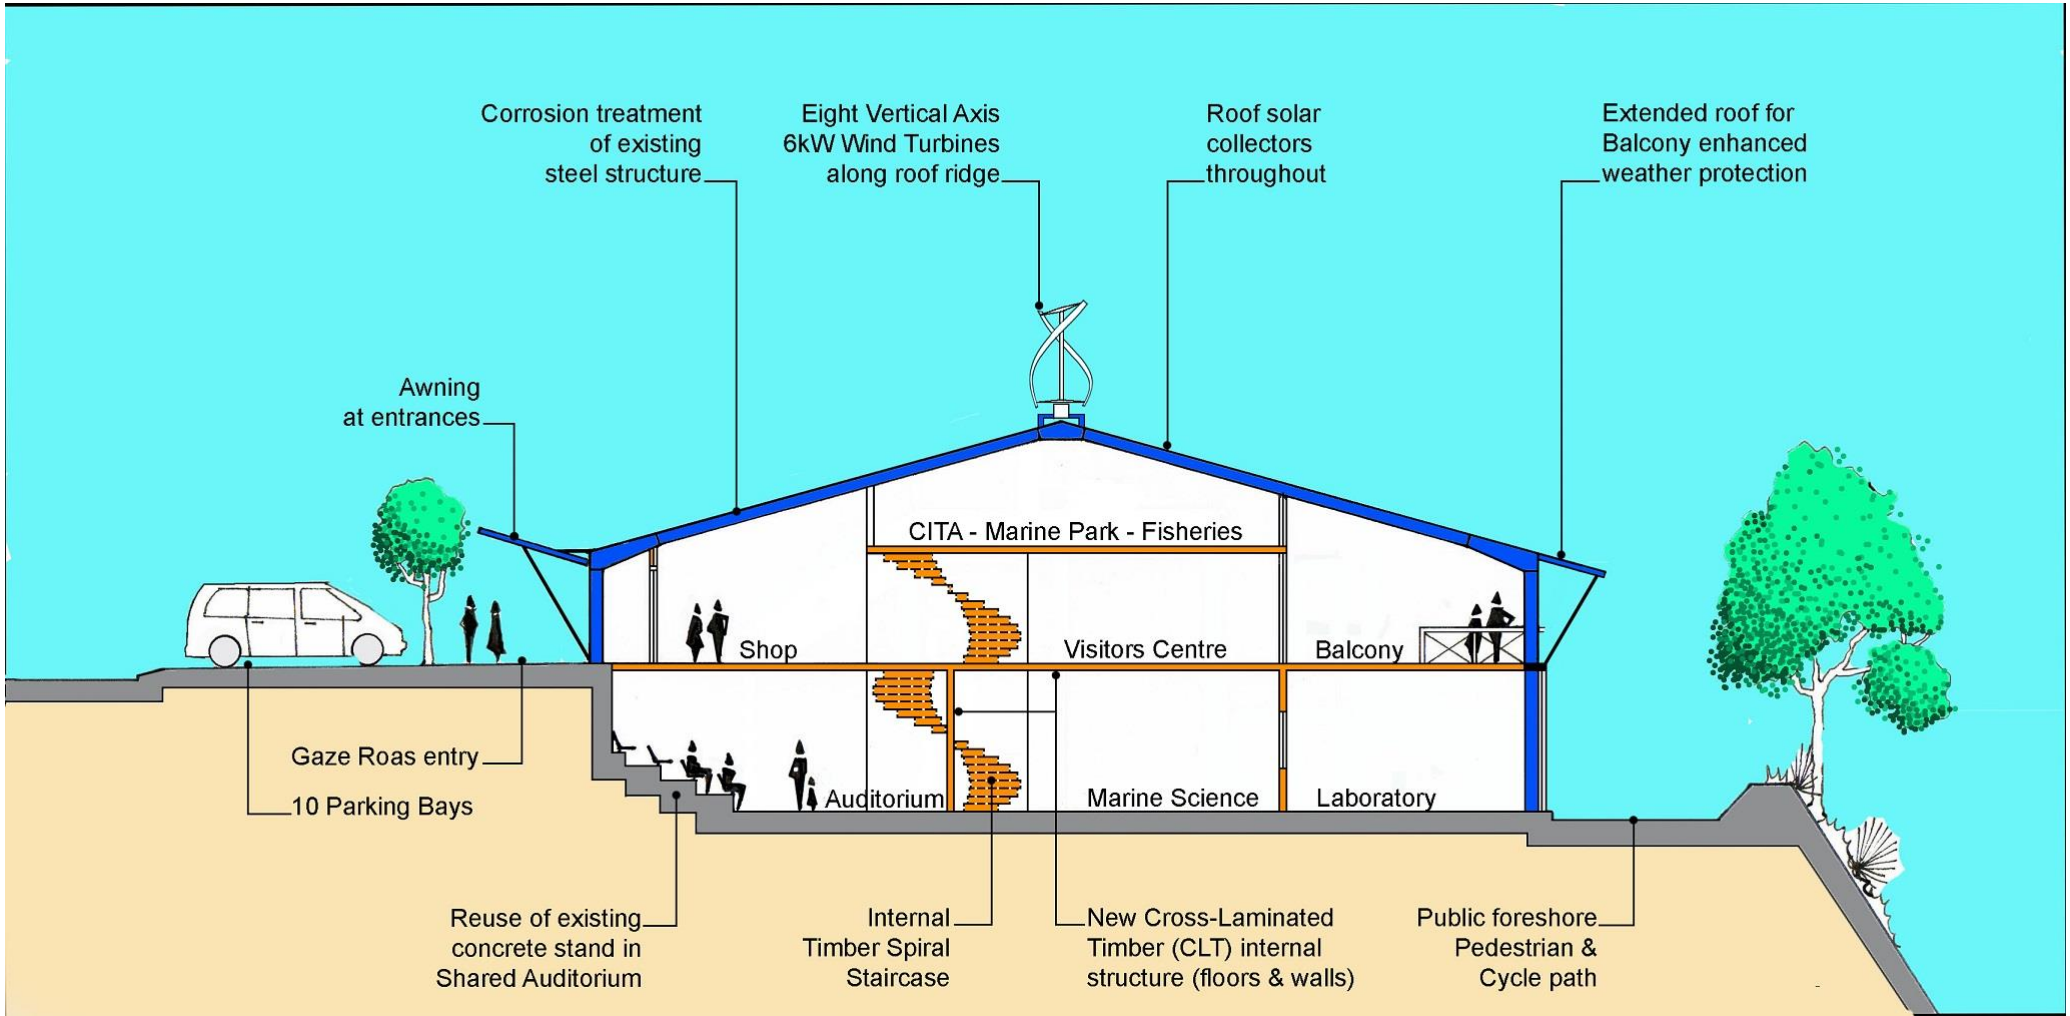 Corrosion treatment
of existing
steel structure
Eight Vertical Axis
6kW Wind Turbines
along roof ridge
Roof solar
collectors
throughout
Extended roof for
Balcony enhanced
weather protection
Awning
at entrances
CITA - Marine Park - Fisheries
Shop
Visitors Centre
Balcony
Gaze Roas entry
10 Parking Bays
Auditorium
Marine Science
Laboratory
Reuse of existing
concrete stand in
Shared Auditorium
Internal
Timber Spiral
Staircase
New Cross-Laminated
Timber (CLT) internal
structure (floors & walls)
Public foreshore
Pedestrian &
Cycle path